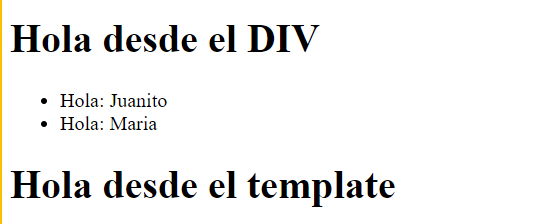 Hola desde el DIV
Hola: Juanito
Hola: Maria
Hola desde el template